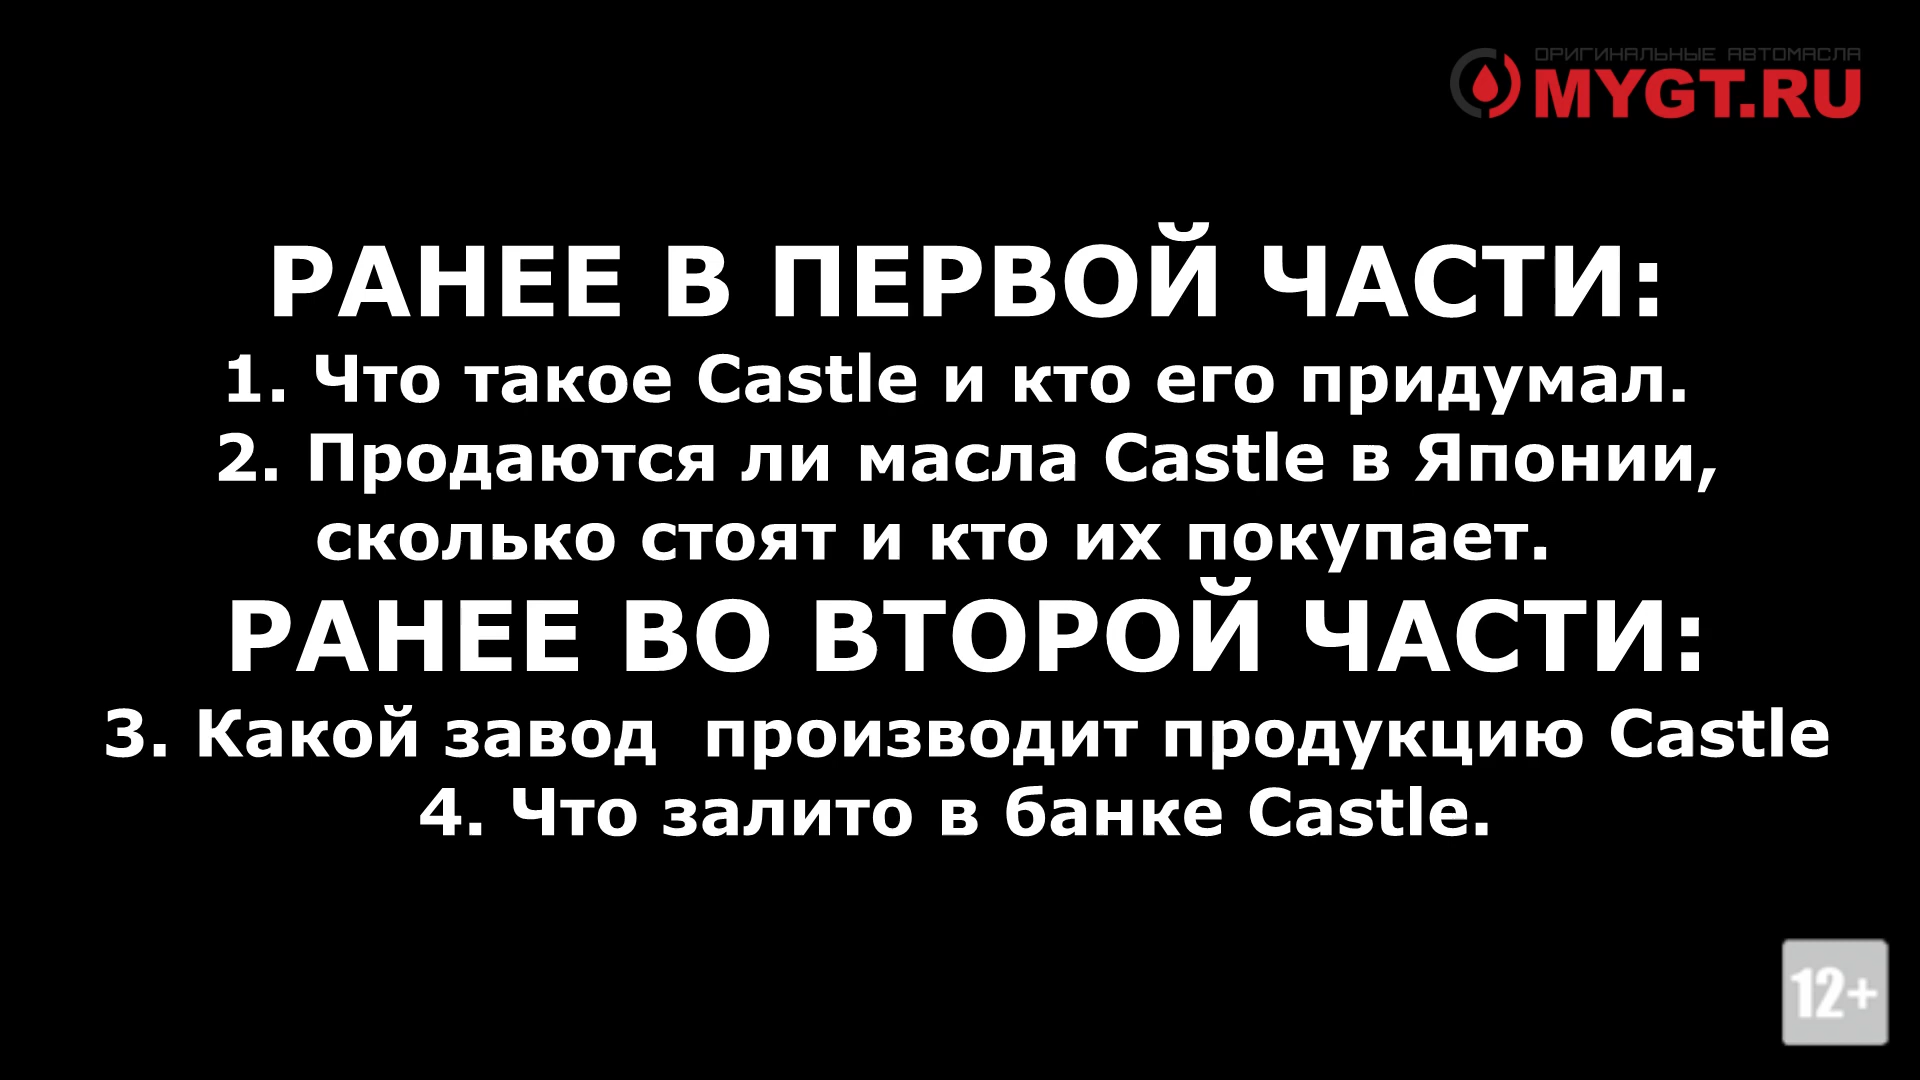 ОРИГИНАЛЬНЫЕ АВТОМАСЛА
MYGT.RU
РАНЕЕ В ПЕРВОЙ ЧАСТИ:
1. Что такое Castle и кто его придумал.
2. Продаются ли масла Castle в Японии,
сколько стоят и кто их покупает.
РАНЕЕ ВО ВТОРОЙ ЧАСТИ:
3. Какой завод  производит продукцию Castle
4. Что залито в банке Castle.
12+